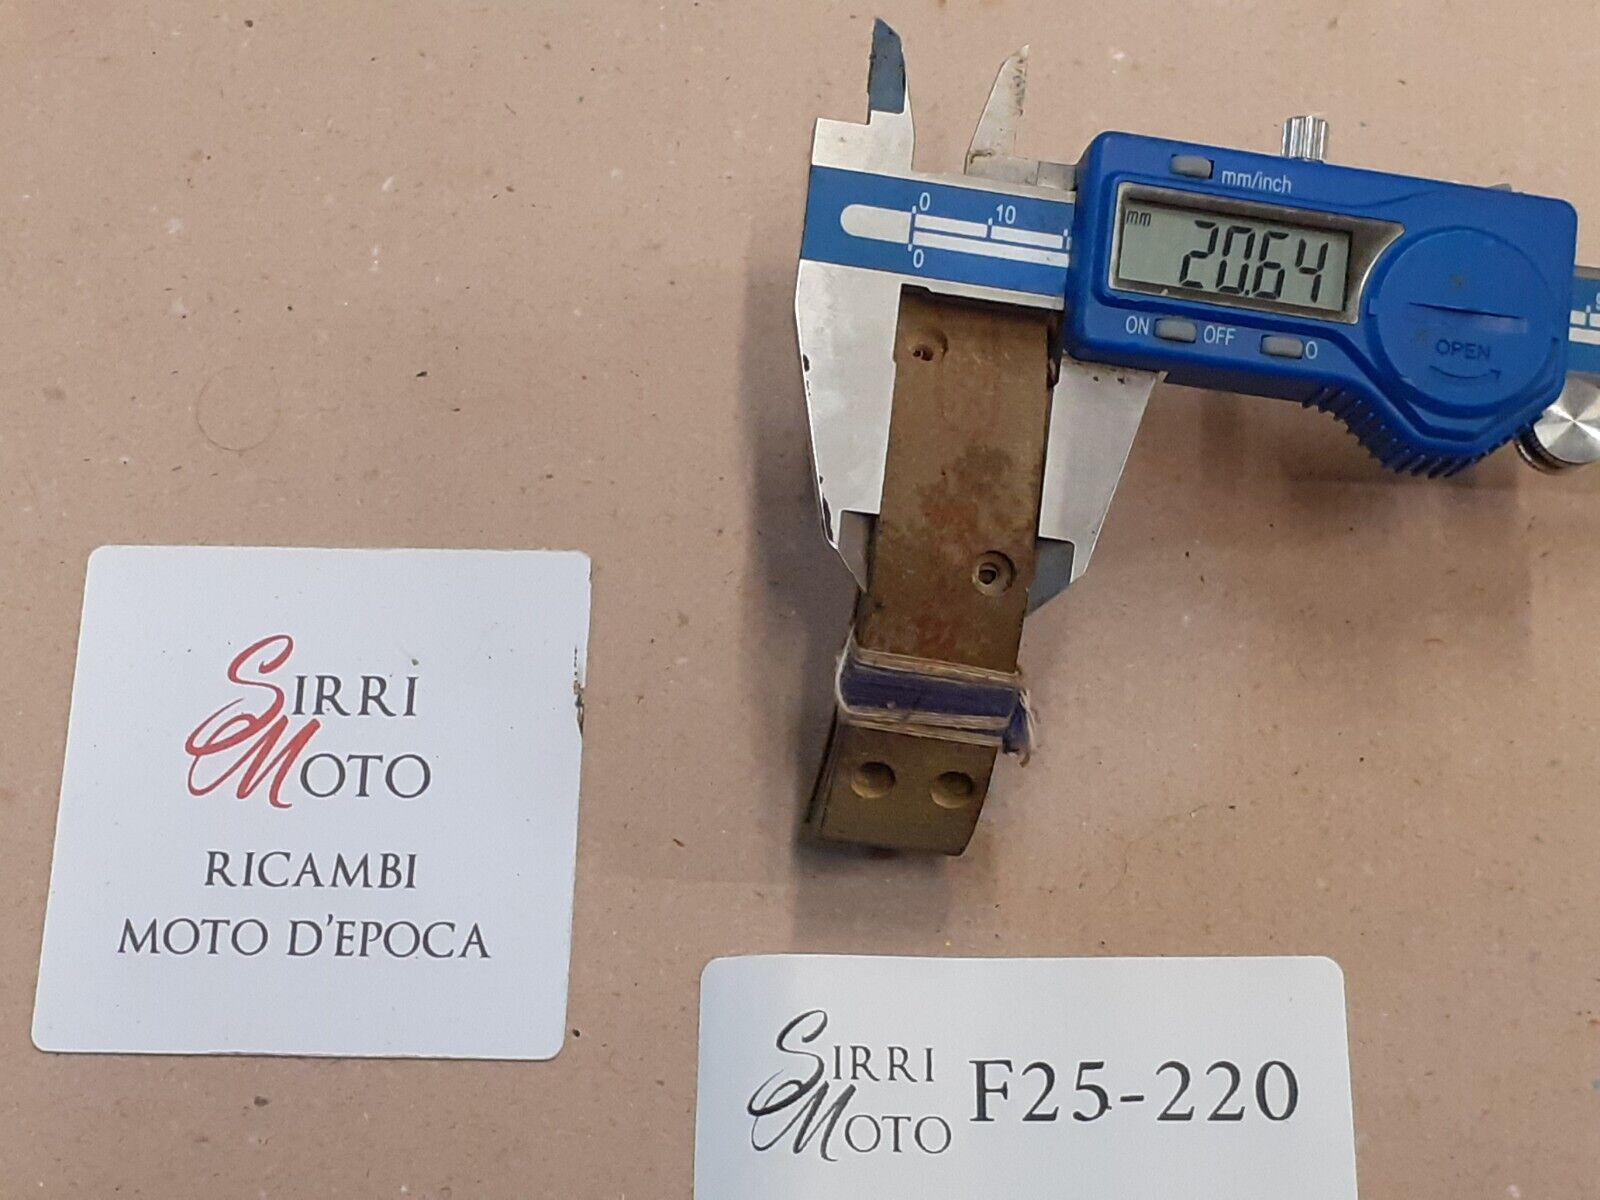 mm/inch
mm
20.64
0
10
0
ON
OFF
O
OPEN
SIRRI
MOTO
RICAMBI
MOTO D'EPOCA
SIRRI
MOTO
F25-220